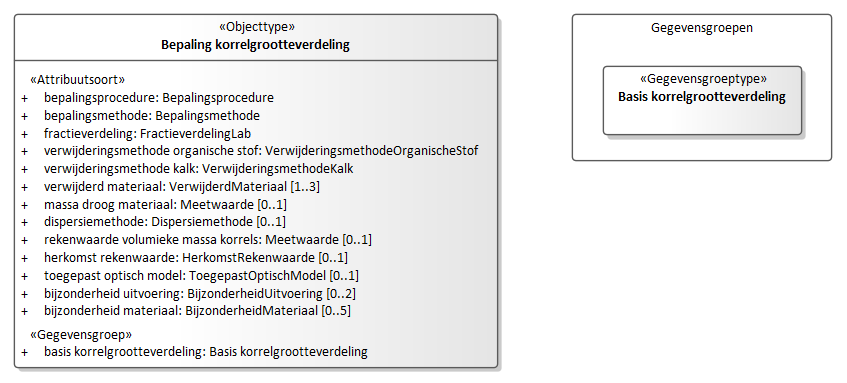 «Objecttype»
Bepaling korrelgrootteverdeling
«Attribuutsoort»
+ bepalingsprocedure: Bepalingsprocedure
+ bepalingsmethode: Bepalingsmethode
+ fractieverdeling: FractieverdelingLab
+ verwijderingsmethode organische stof: VerwijderingsmethodeOrganischeStof
+ verwijderingsmethode kalk: VerwijderingsmethodeKalk
+ verwijderd materiaal: VerwijderdMateriaal [1..3]
+ massa droog materiaal: Meetwaarde [0..1]
+ dispersiemethode: Dispersiemethode [0..1]
+ rekenwaarde volumieke massa korrels: Meetwaarde [0..1]
+ herkomst rekenwaarde: HerkomstRekenwaarde [0..1]
+ toegepast optisch model: ToegepastOptischModel [0..1]
+ bijzonderheid uitvoering: BijzonderheidUitvoering [0..2]
+ bijzonderheid materiaal: BijzonderheidMateriaal [0..5]
«Gegevensgroep»
+ basis korrelgrootteverdeling: Basis korrelgrootteverdeling
Gegevensgroepen
«Gegevensgroeptype»
Basis korrelgrootteverdeling